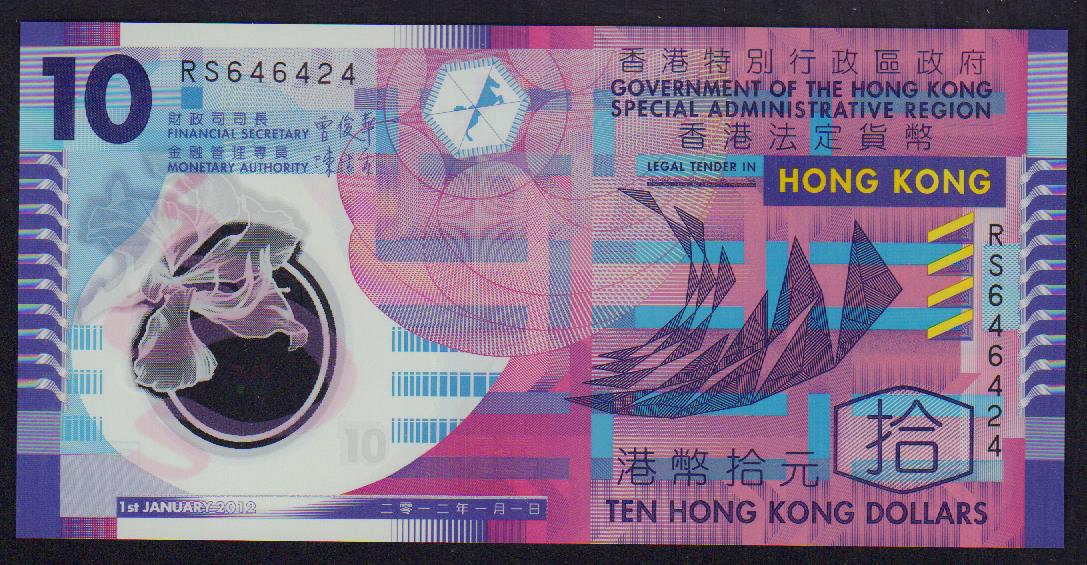 10
RS646424
財政司司長
FINANCIAL SECRETARY
金融管理專員
MONETARY AUTHORITY
香港特別行政區政府
GOVERNMENT OF THE HONG KONG
SPECIAL ADMINISTRATIVE REGION
香港法定貨幣
LEGAL TENDER IN
HONG KONG
RS646424
10
拾
港幣拾元
TEN HONG KONG DOLLARS
1st JANUARY 2012
二零一二年一月一日